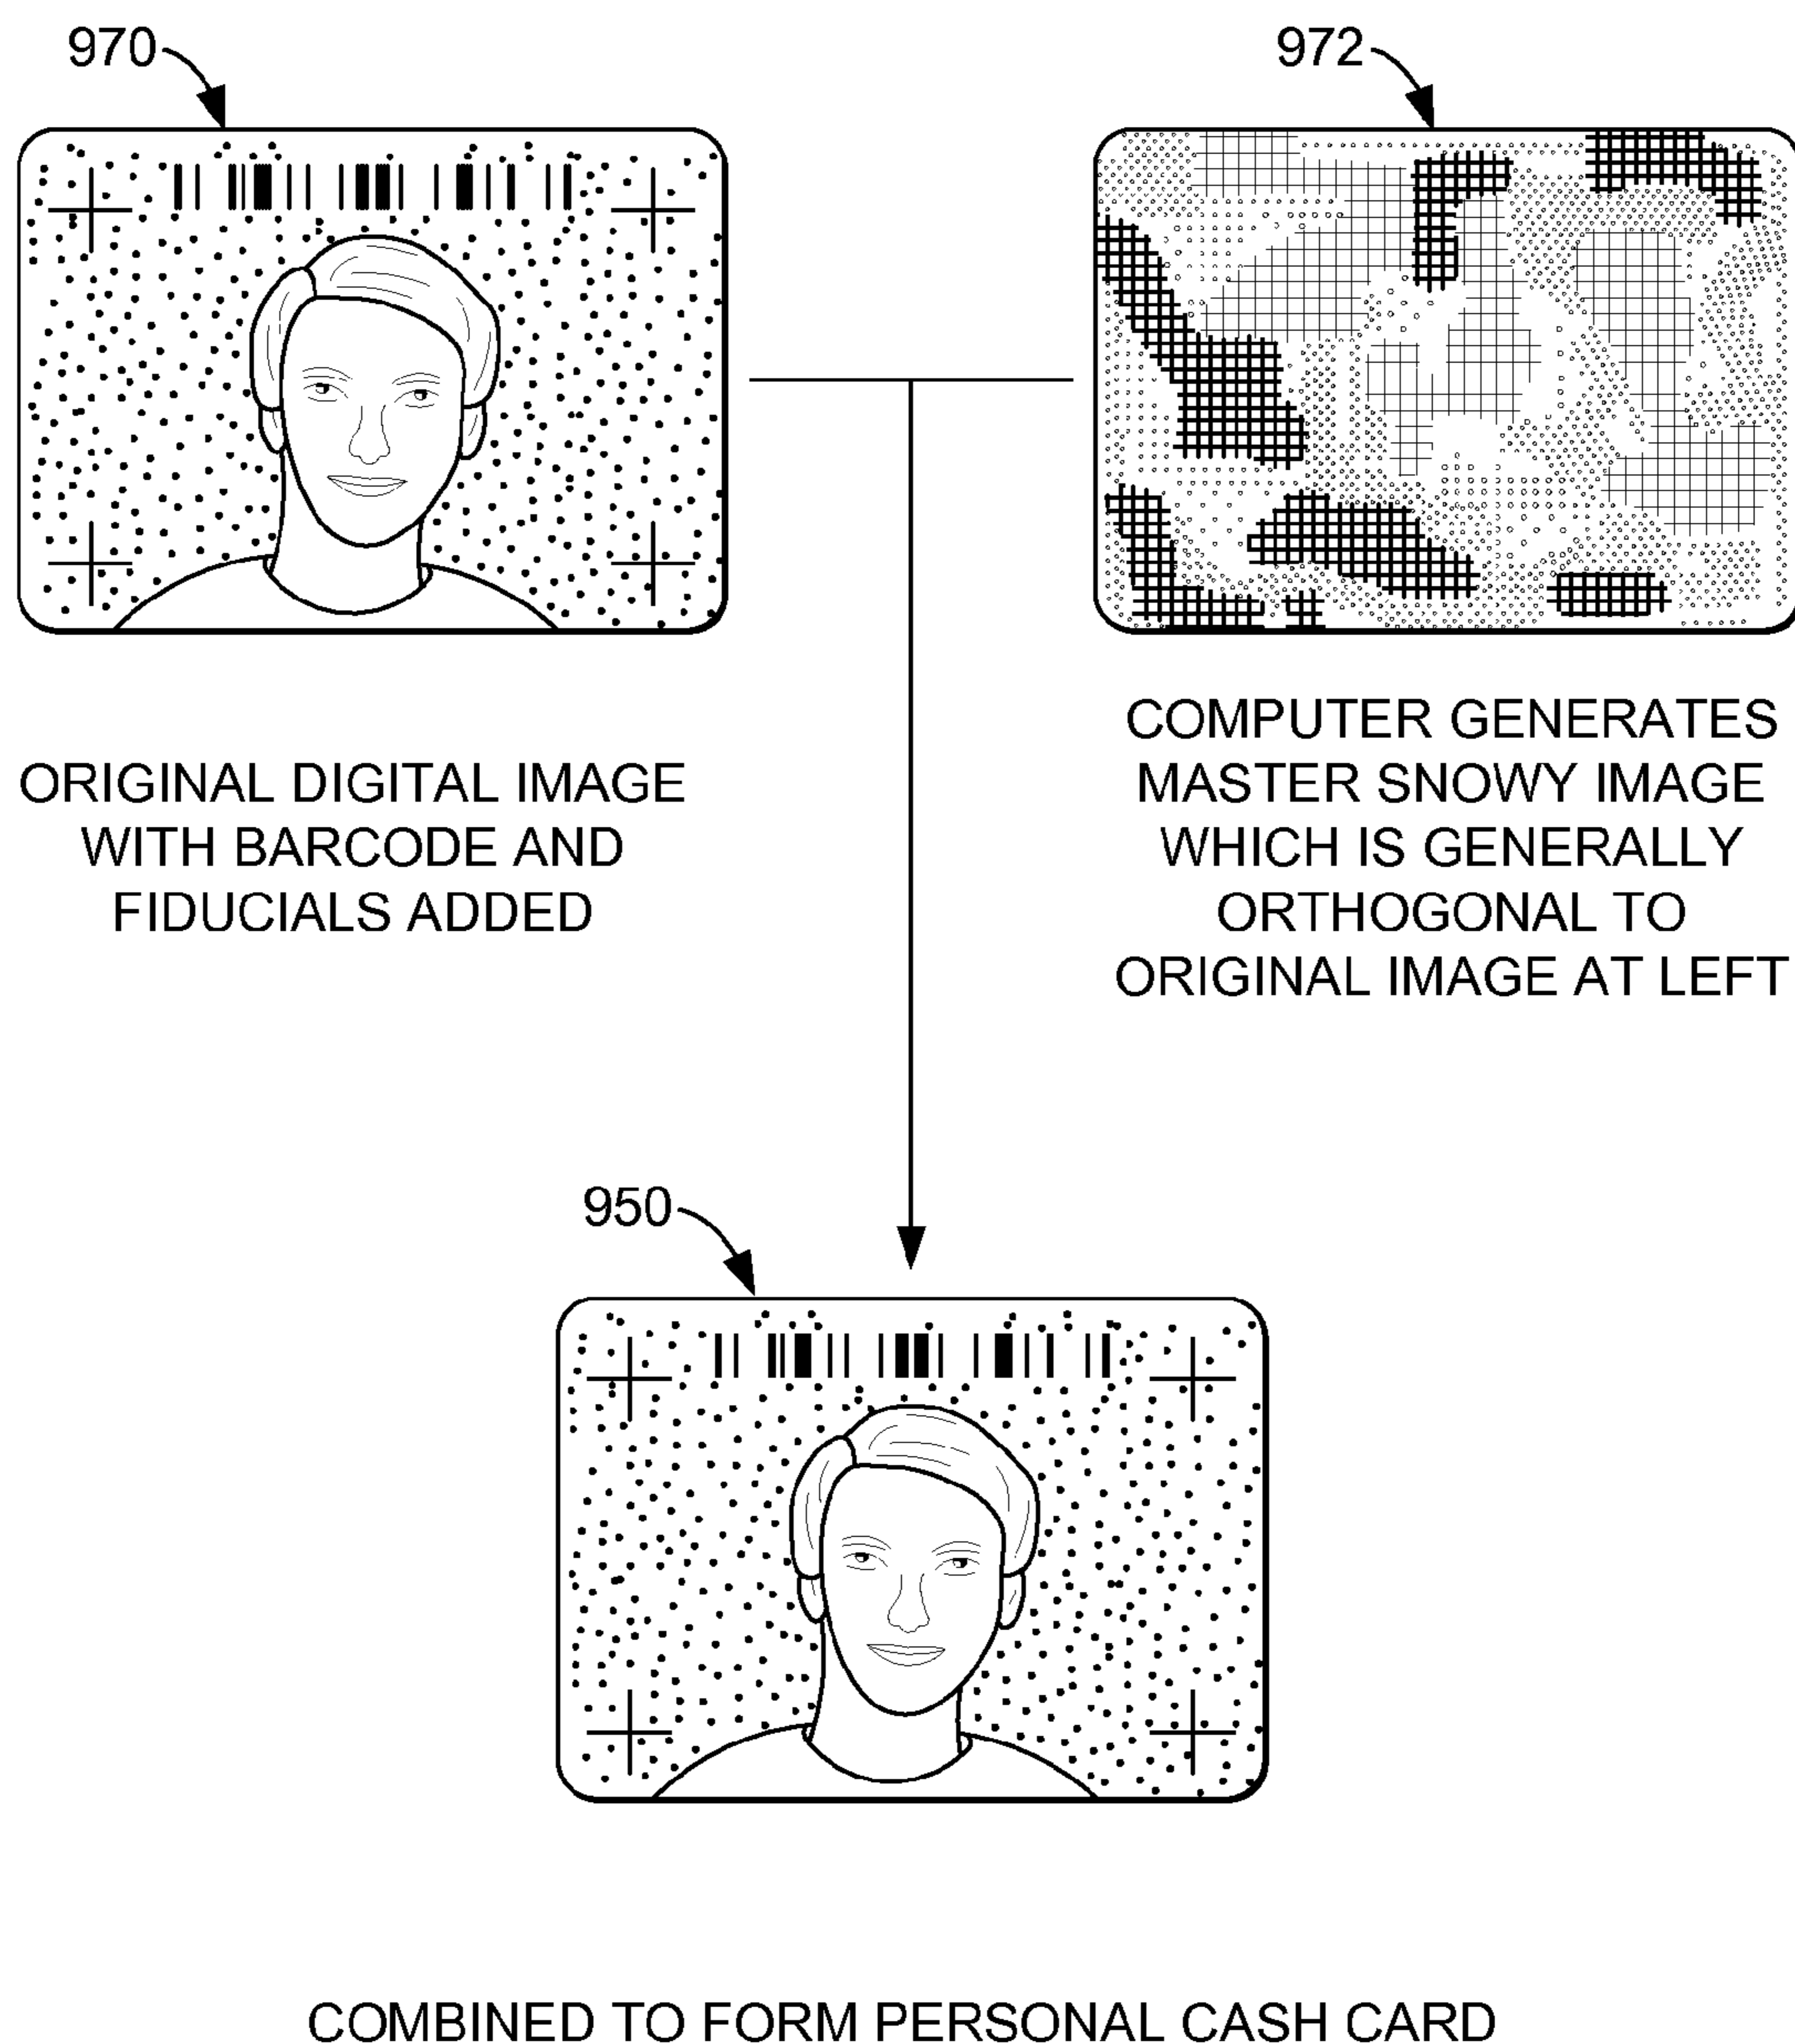 970
972
ORIGINAL DIGITAL IMAGE
WITH BARCODE AND
FIDUCIALS ADDED
COMPUTER GENERATES
MASTER SNOWY IMAGE
WHICH IS GENERALLY
ORTHOGONAL TO
ORIGINAL IMAGE AT LEFT
950
COMBINED TO FORM PERSONAL CASH CARD